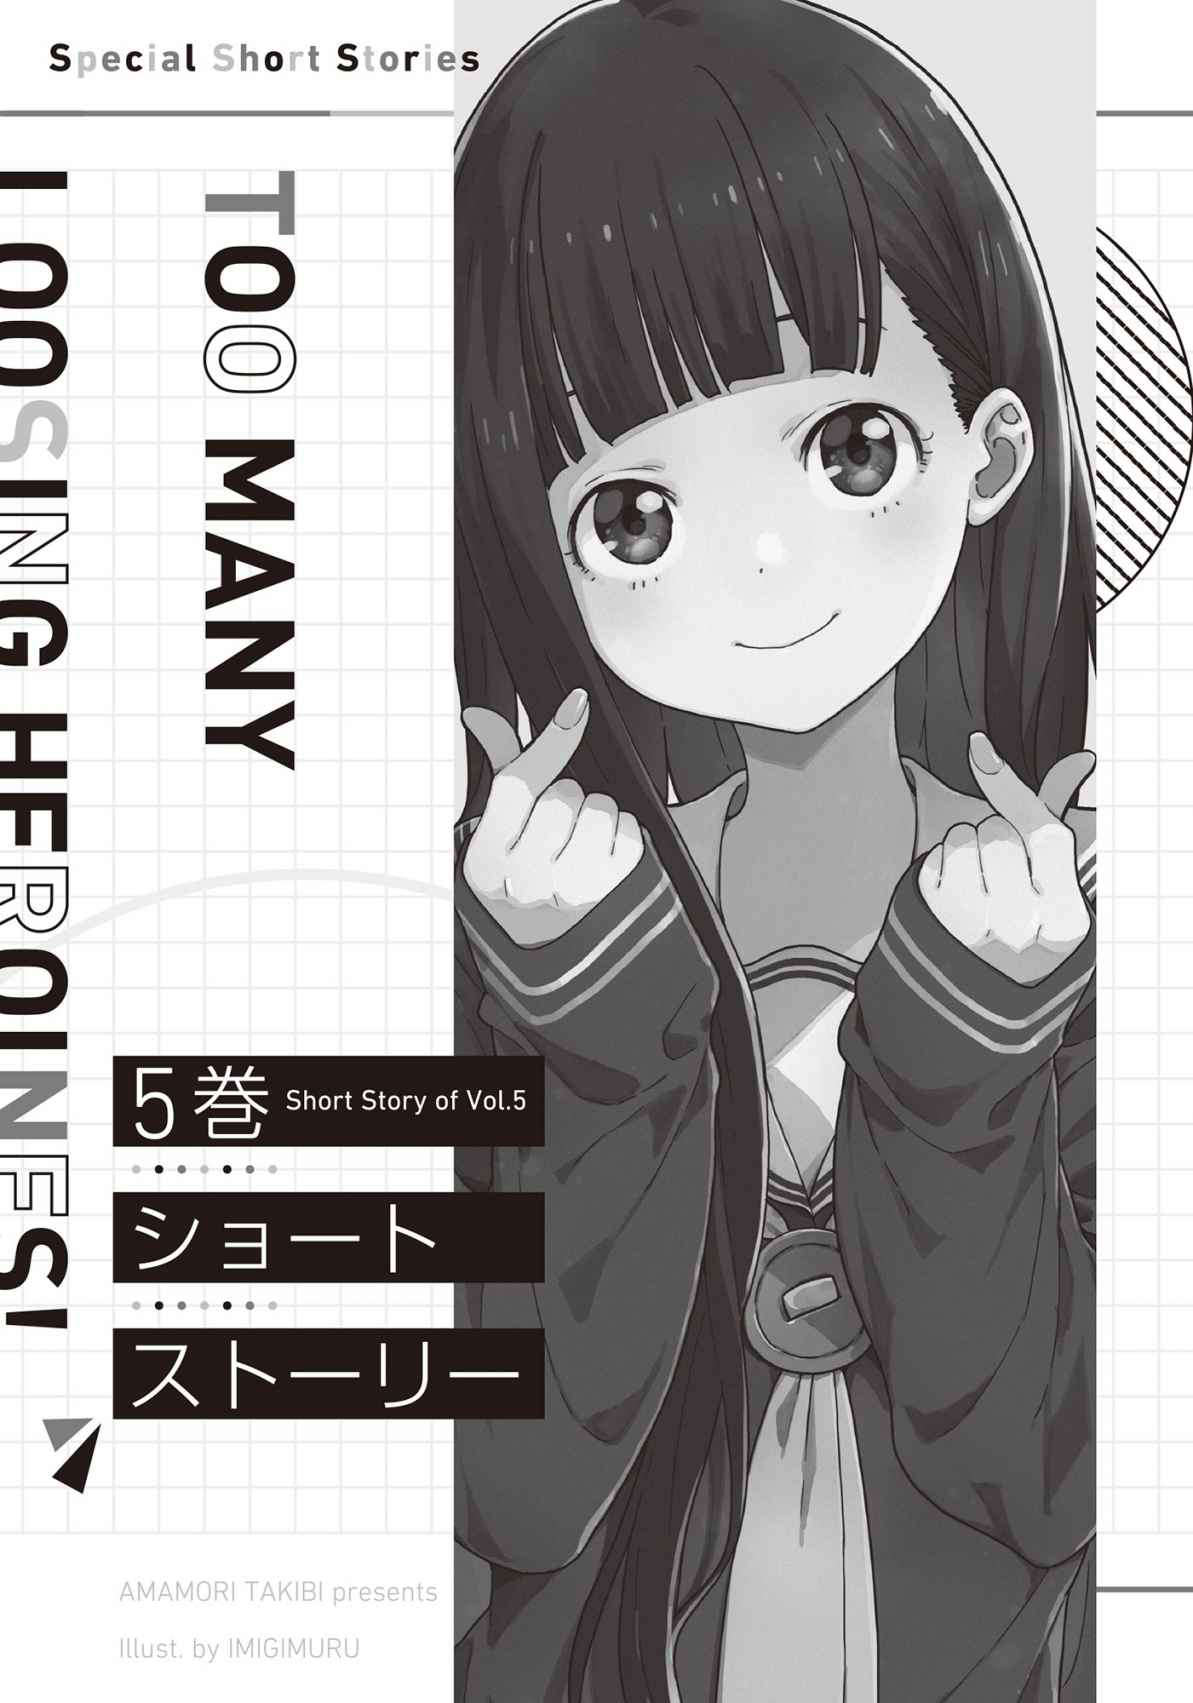 Special Short Stories
TOO MANY
LOOSING HEROINES!
5巻 Short Story of Vol.5
ショート
ストーリー
AMAMORI TAKIBI presents
Illust. by IMIGIMURU